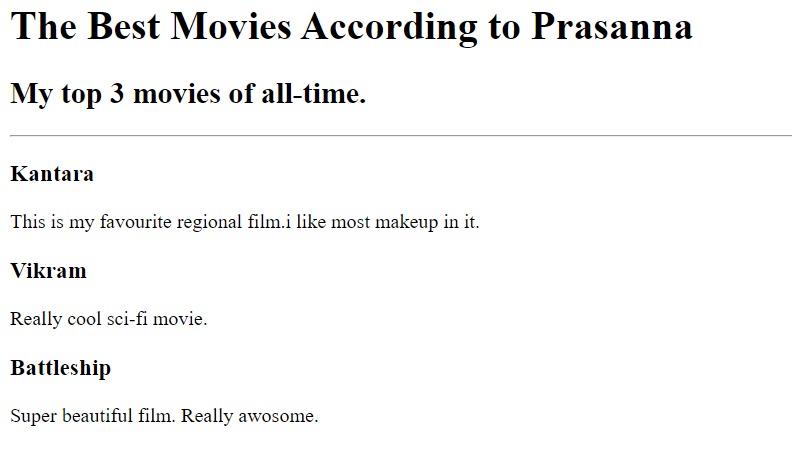 The Best Movies According to Prasanna
My top 3 movies of all-time.
Kantara
This is my favourite regional film.i like most makeup in it.
Vikram
Really cool sci-fi movie.
Battleship
Super beautiful film. Really awosome.